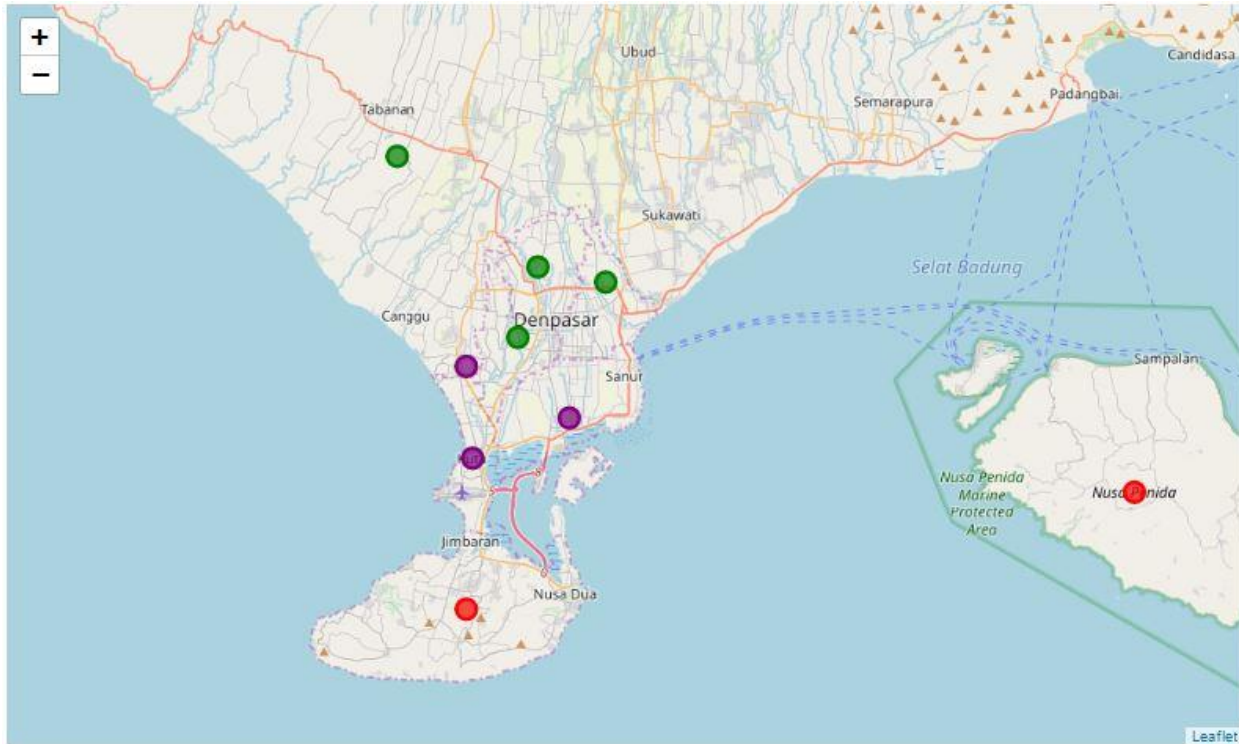 +
−
Ubud
Candidasa
Tabanan
Semarapura
Padangbai
Sukawati
Selat Badung
Canggu
Denpasar
Sanur
Sampalan
Nusa Penida
Marine
Protected
Area
Nusa Penida
Jimbaran
Nusa Dua
Leaflet